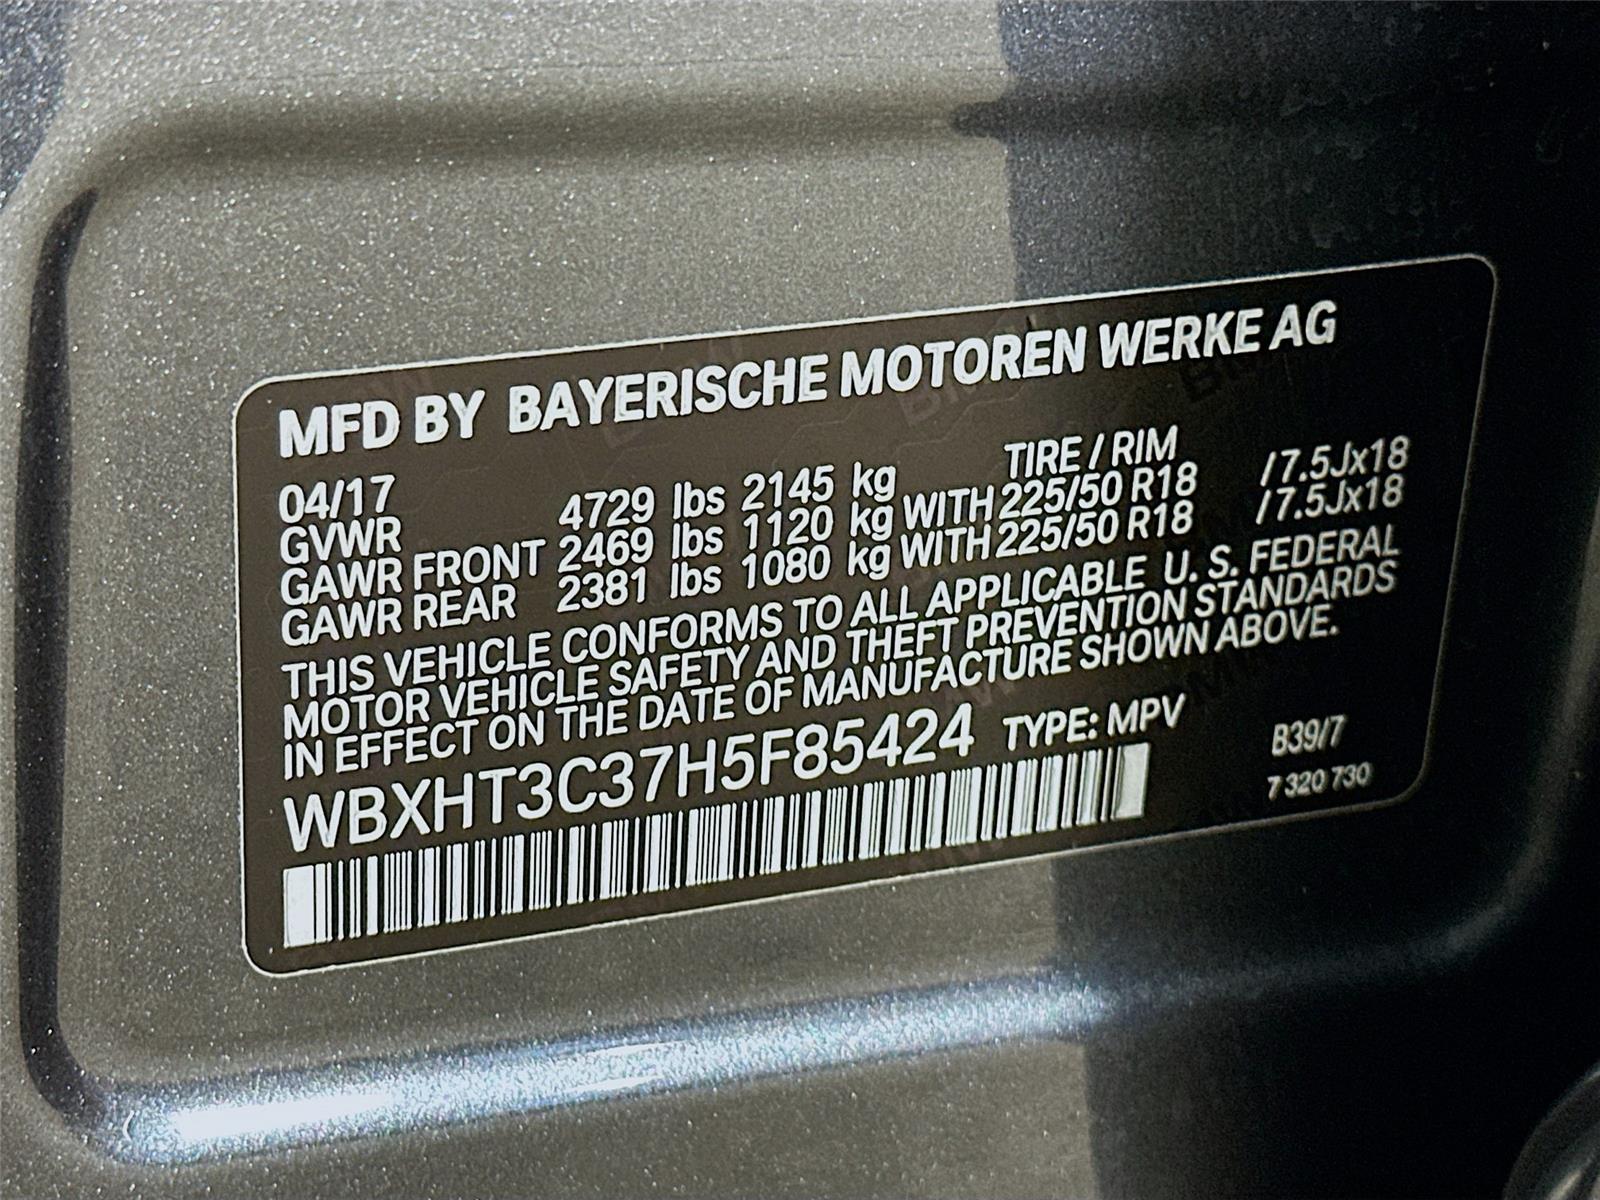 MFD BY BAYERISCHE MOTOREN WERKE AG
04/17 TIRE / RIM
GVWR 4729 lbs 2145 kg
GAWR FRONT 2469 lbs 1120 kg WITH 225/50 R18 /7.5Jx18
GAWR REAR 2381 lbs 1080 kg WITH 225/50 R18 /7.5Jx18
THIS VEHICLE CONFORMS TO ALL APPLICABLE U. S. FEDERAL
MOTOR VEHICLE SAFETY AND THEFT PREVENTION STANDARDS
IN EFFECT ON THE DATE OF MANUFACTURE SHOWN ABOVE.
WBXHT3C37H5F85424 TYPE: MPV B39/7
7 320 730